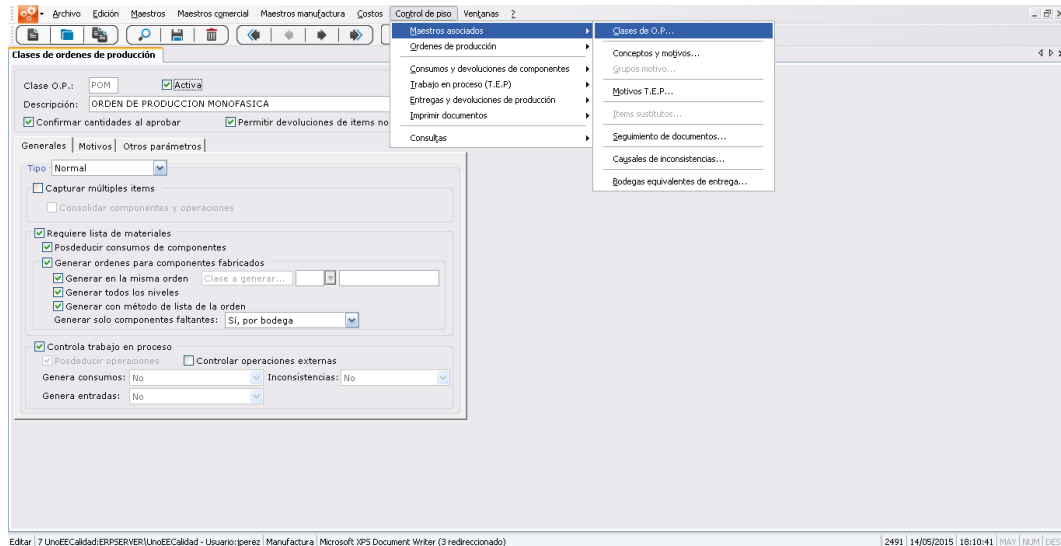 Archivo Edición Maestros Maestros comercial Maestros manufactura Costos Control de piso Ventanas ?
Clases de ordenes de producción
Maestros asociados
Ordenes de producción
Consumos y devoluciones de componentes
Trabajo en proceso (T.E.P)
Entregas y devoluciones de producción
Imprimir documentos
Consultas
Clases de O.P...
Conceptos y motivos...
Grupos motivo...
Motivos T.E.P...
Items sustitutos...
Seguimiento de documentos...
Causales de inconsistencias...
Bodegas equivalentes de entrega...
Clase O.P.: POM Activa
Descripción: ORDEN DE PRODUCCION MONOFASICA
Confirmar cantidades al aprobar Permitir devoluciones de items no
Generales Motivos Otros parámetros
Tipo Normal
Capturar múltiples items
Consolidar componentes y operaciones
Requiere lista de materiales
Posdeducir consumos de componentes
Generar ordenes para componentes fabricados
Generar en la misma orden Clase a generar...
Generar todos los niveles
Generar con método de lista de la orden
Generar solo componentes faltantes: Sí, por bodega
Controla trabajo en proceso
Posdeducir operaciones Controlar operaciones externas
Genera consumos: No Inconsistencias: No
Genera entradas: No
Editar 7 UnoEECalidad:ERPSERVER\UnoEECalidad - Usuario:jperez Manufactura Microsoft XPS Document Writer (3 redireccionado) 2491 14/05/2015 18:10:41 MAY NUM DES